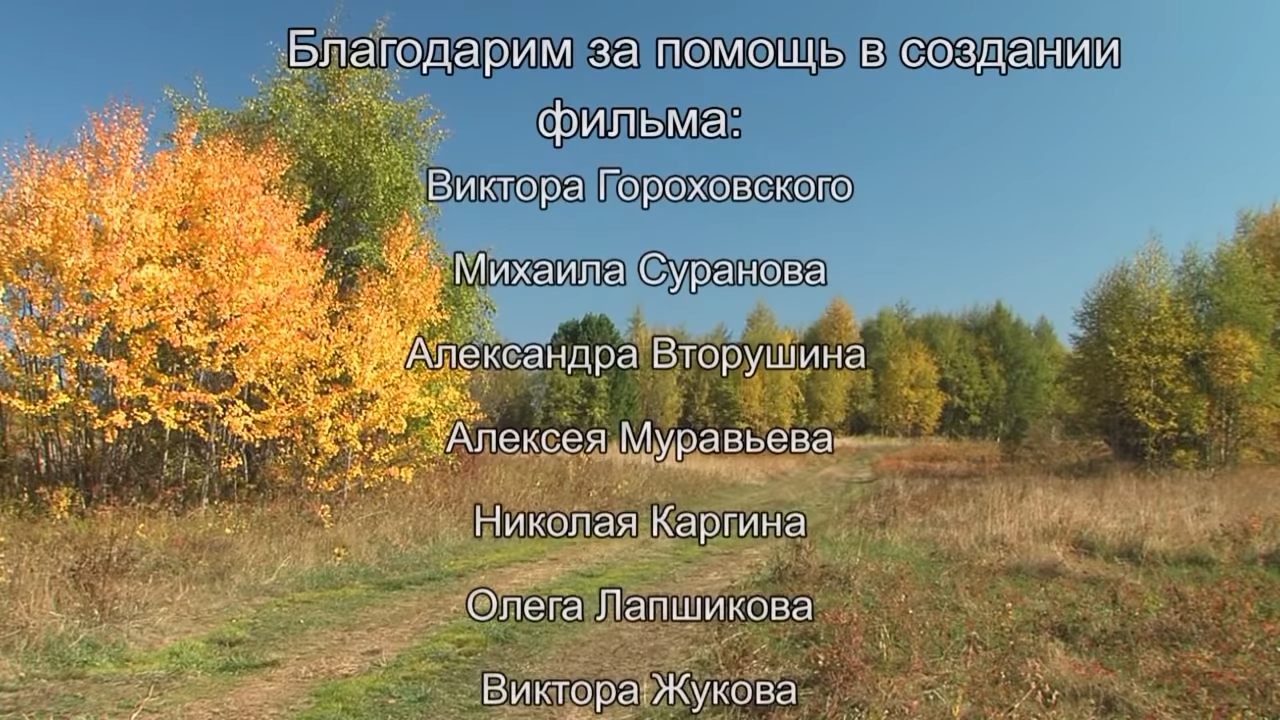 Благодарим за помощь в создании
фильма:
Виктора Гороховского
Михаила Суранова
Александра Вторушина
Алексея Муравьева
Николая Каргина
Олега Лапшикова
Виктора Жукова